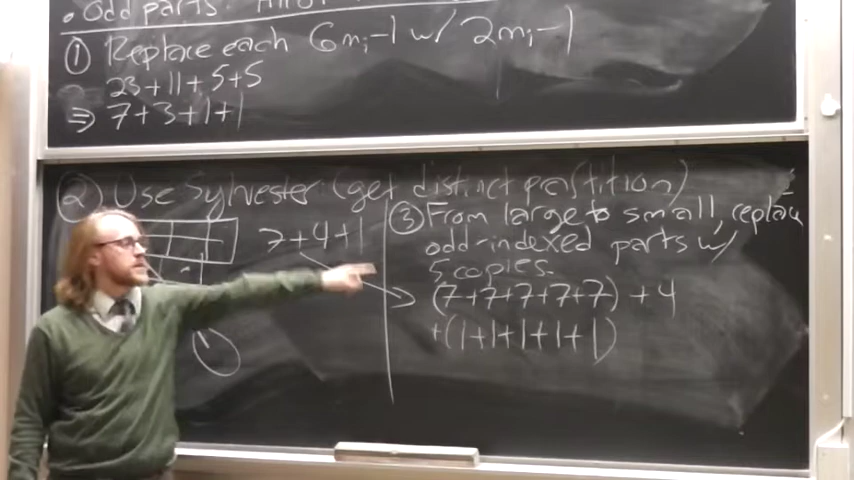 • Odd parts:
① Replace each 6mᵢ-1 w/ 2mᵢ-1
23+11+5+5
⇒ 7+3+1+1
② Use Sylvester (get distinct partition)
7+4+1
③ From large to small, replace
odd-indexed parts w/
5 copies.
(7+7+7+7+7) + 4
+(1+1+1+1+1)